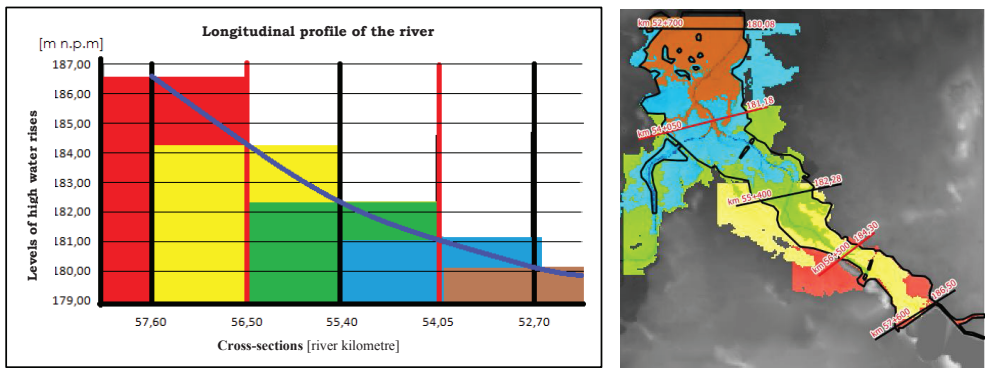 Longitudinal profile of the river
[m n.p.m]
Levels of high water rises
187,00
186,00
185,00
184,00
183,00
182,00
181,00
180,00
179,00
57,60 56,50 55,40 54,05 52,70
Cross-sections [river kilometre]
km 52+700 180,08
km 54+050 181,18
km 55+400 182,28
km 56+500 184,30
km 57+600 186,50